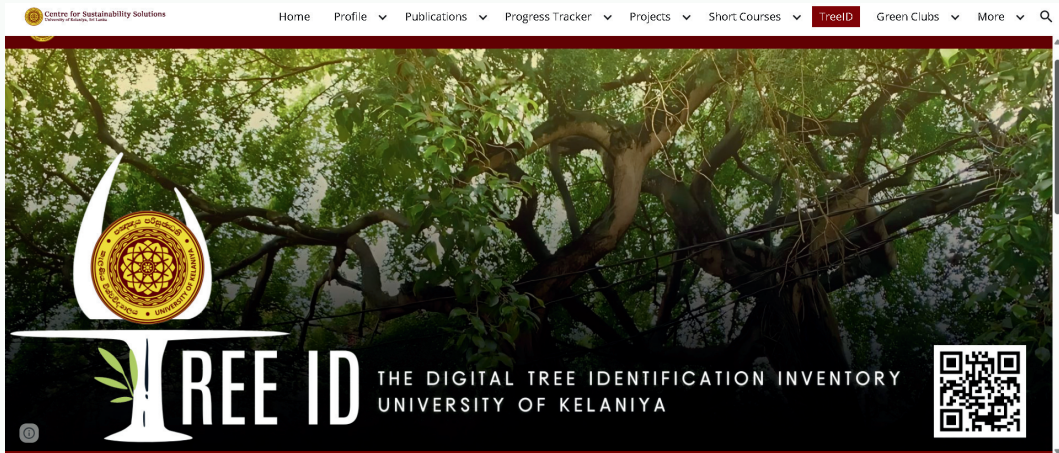 Centre for Sustainability Solutions
University of Kelaniya, Sri Lanka
Home Profile Publications Progress Tracker Projects Short Courses TreeID Green Clubs More
UNIVERSITY OF KELANIYA
TREE ID
THE DIGITAL TREE IDENTIFICATION INVENTORY
UNIVERSITY OF KELANIYA